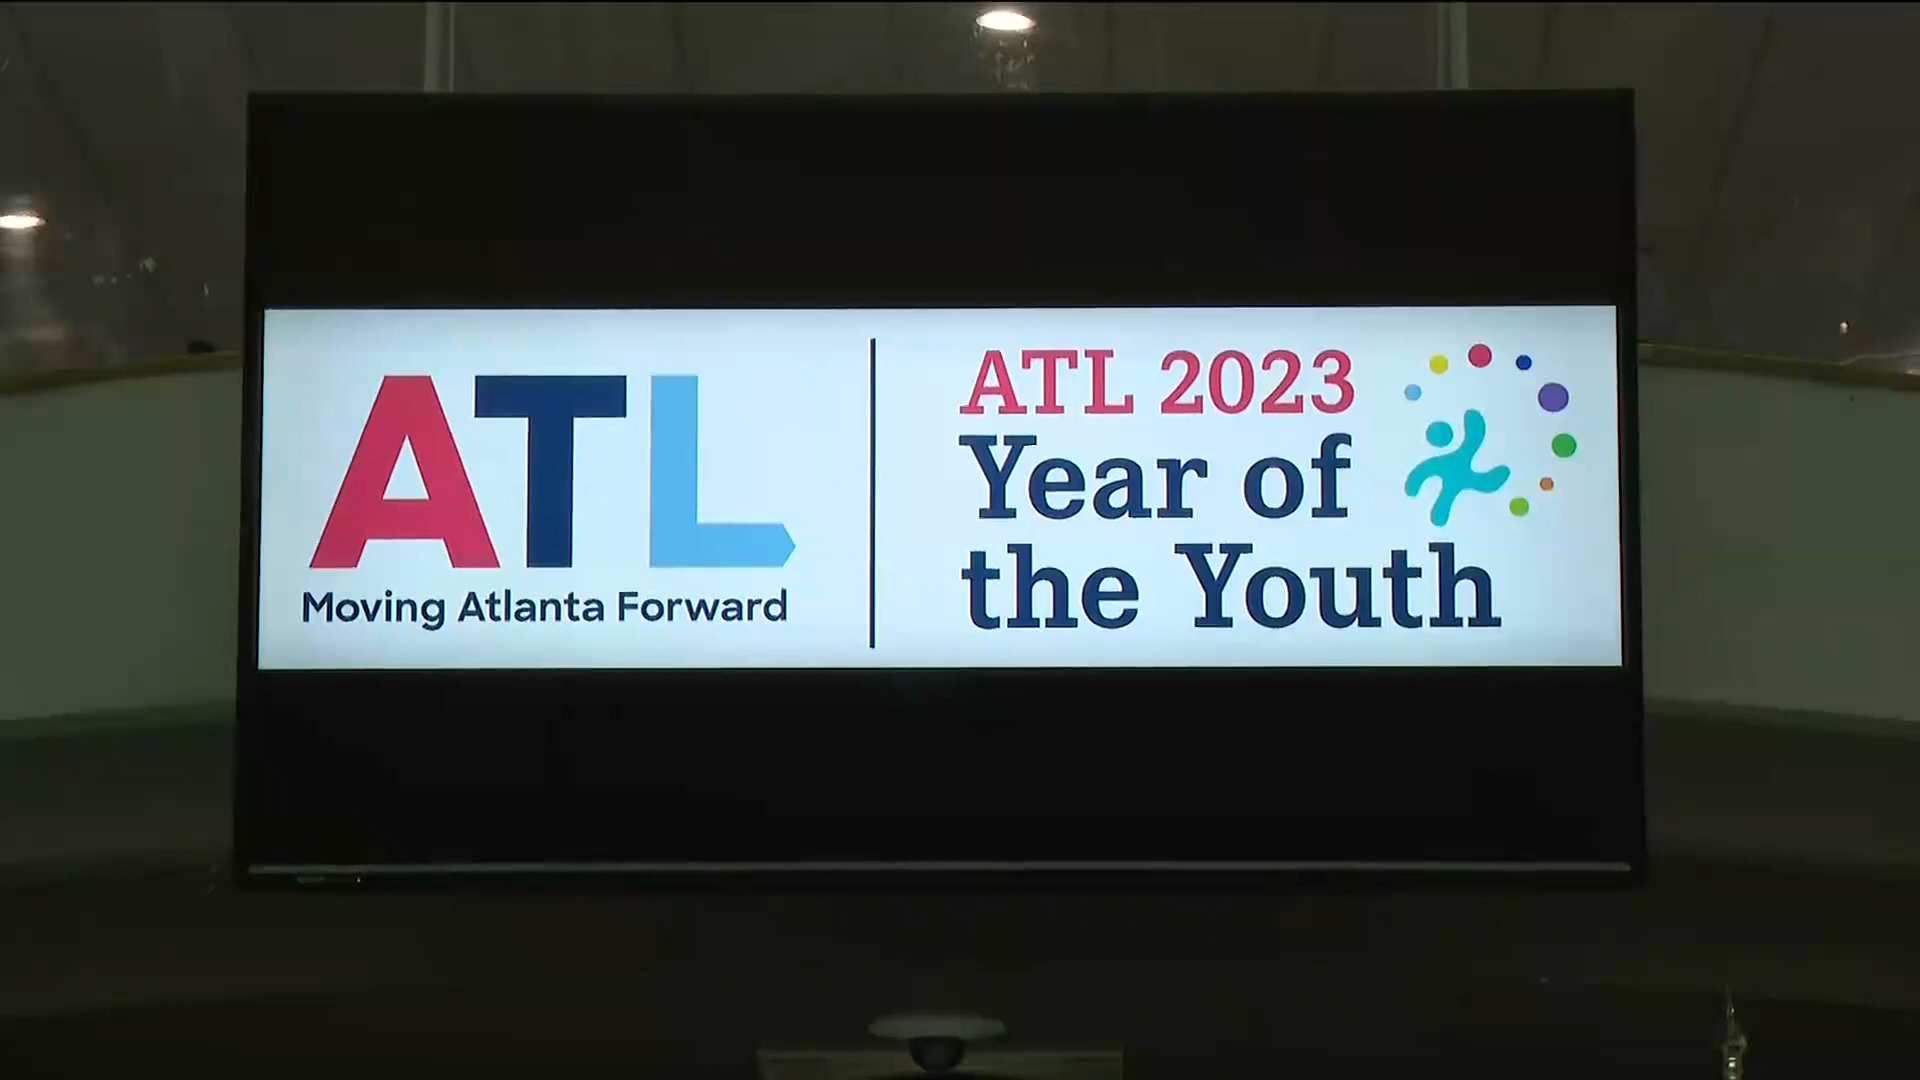 ATL
Moving Atlanta Forward
ATL 2023
Year of
the Youth